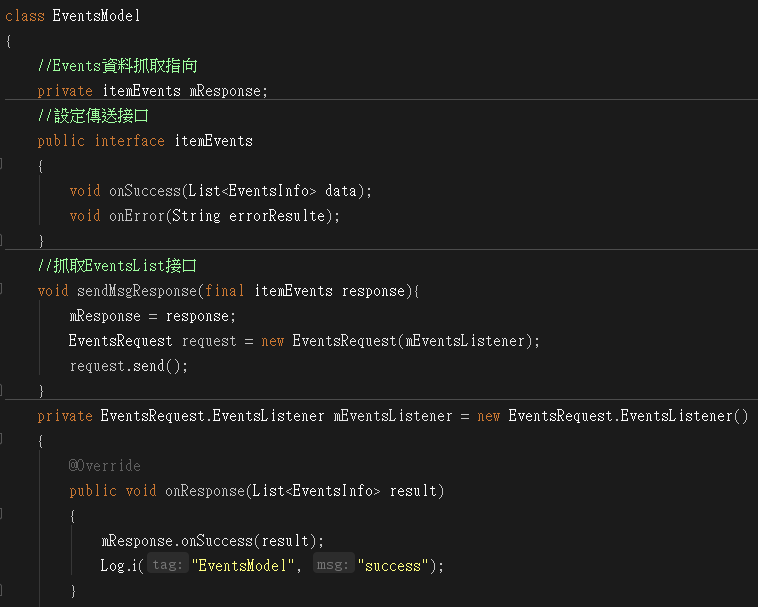 class EventsModel
{
//Events資料抓取指向
private itemEvents mResponse;
//設定傳送接口
public interface itemEvents
{
void onSuccess(List<EventsInfo> data);
void onError(String errorResulte);
}
//抓取EventsList接口
void sendMsgResponse(final itemEvents response){
mResponse = response;
EventsRequest request = new EventsRequest(mEventsListener);
request.send();
}
private EventsRequest.EventsListener mEventsListener = new EventsRequest.EventsListener()
{
@Override
public void onResponse(List<EventsInfo> result)
{
mResponse.onSuccess(result);
Log.i( tag: "EventsModel", msg: "success");
}